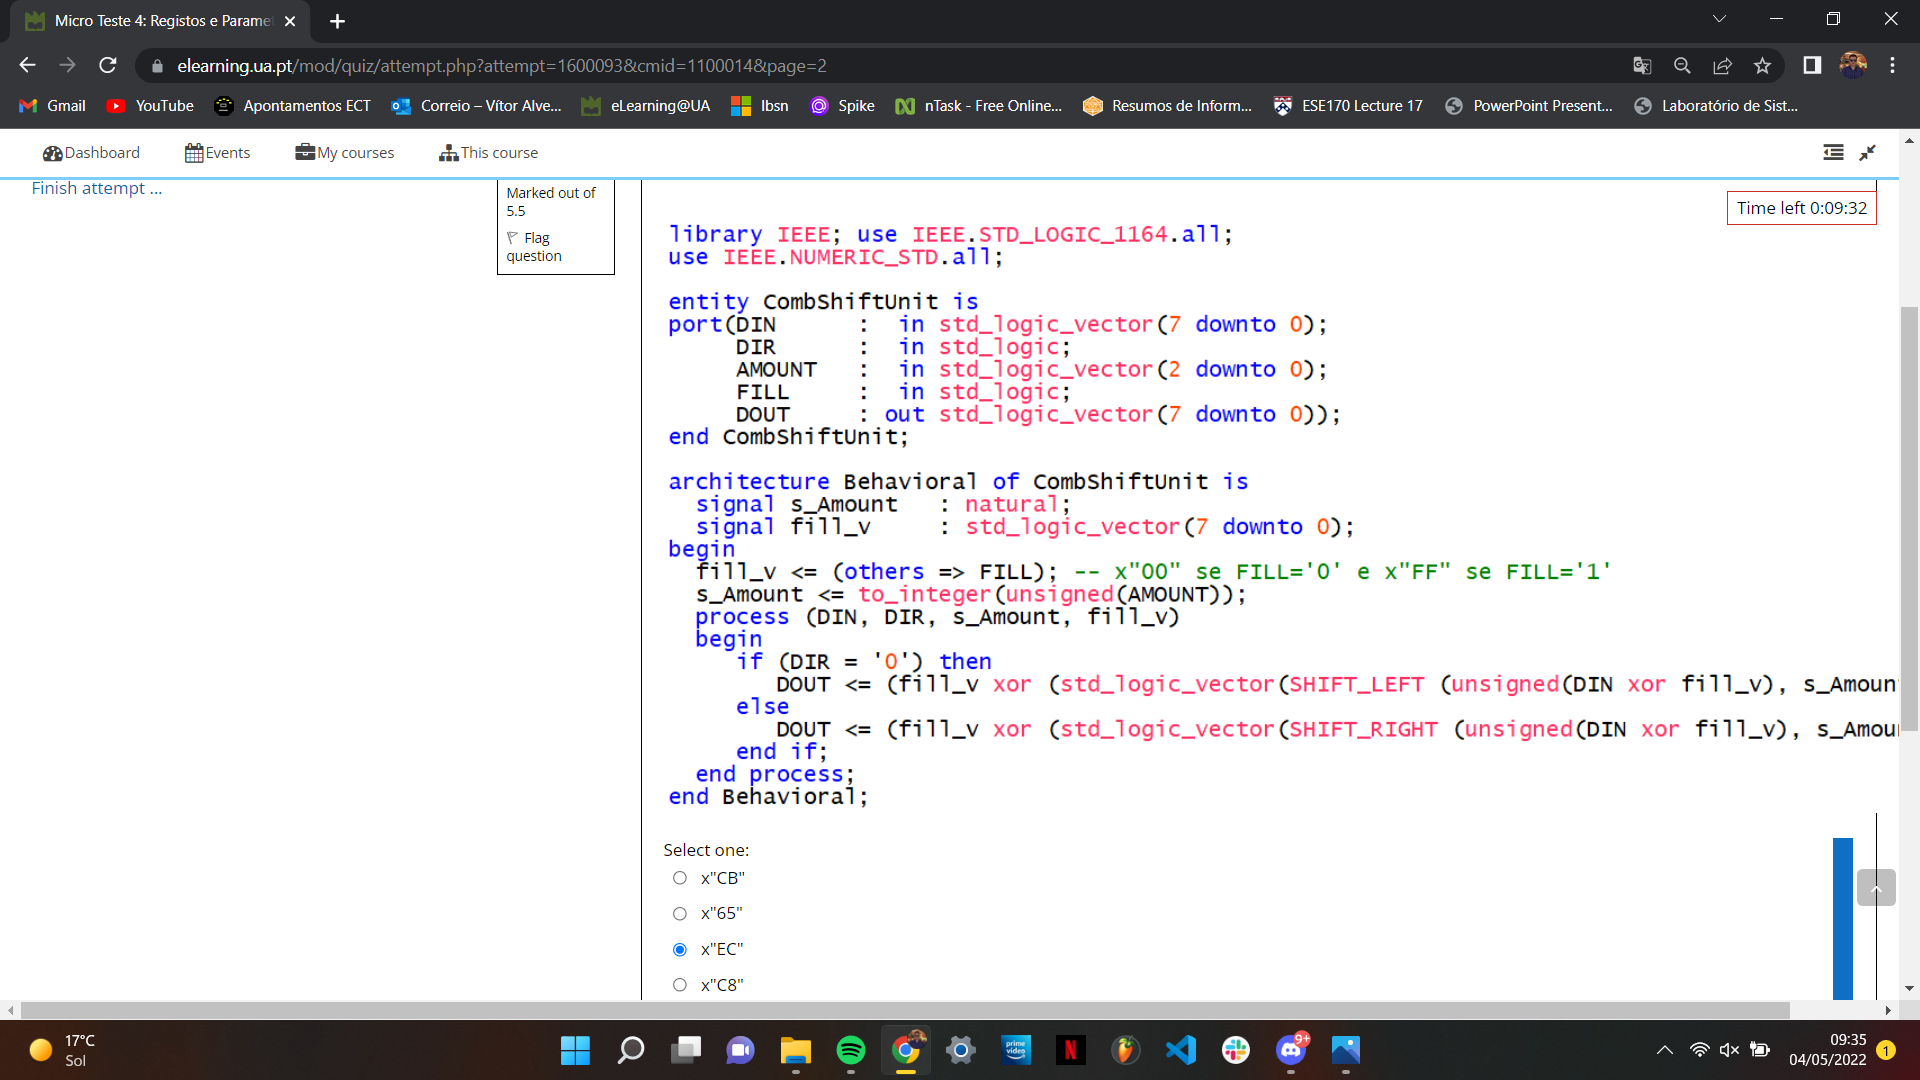 Micro Teste 4: Registos e Parame
elearning.ua.pt/mod/quiz/attempt.php?attempt=1600093&cmid=1100014&page=2
Gmail YouTube Apontamentos ECT Correio – Vítor Alve... eLearning@UA lbsn Spike nTask - Free Online... Resumos de Inform... ESE170 Lecture 17 PowerPoint Present... Laboratório de Sist...
Dashboard Events My courses This course
Finish attempt ...
Marked out of
5.5
Flag
question
Time left 0:09:32
library IEEE; use IEEE.STD_LOGIC_1164.all;
use IEEE.NUMERIC_STD.all;
entity CombShiftUnit is
port(DIN : in std_logic_vector(7 downto 0);
DIR : in std_logic;
AMOUNT : in std_logic_vector(2 downto 0);
FILL : in std_logic;
DOUT : out std_logic_vector(7 downto 0));
end CombShiftUnit;
architecture Behavioral of CombShiftUnit is
signal s_Amount : natural;
signal fill_v : std_logic_vector(7 downto 0);
begin
fill_v <= (others => FILL); -- x"00" se FILL='0' e x"FF" se FILL='1'
s_Amount <= to_integer(unsigned(AMOUNT));
process (DIN, DIR, s_Amount, fill_v)
begin
if (DIR = '0') then
DOUT <= (fill_v xor (std_logic_vector(SHIFT_LEFT (unsigned(DIN xor fill_v), s_Amoun
else
DOUT <= (fill_v xor (std_logic_vector(SHIFT_RIGHT (unsigned(DIN xor fill_v), s_Amou
end if;
end process;
end Behavioral;
Select one:
x"CB"
x"65"
x"EC"
x"C8"
17°C
Sol
prime video
N
9+
09:35
04/05/2022
1